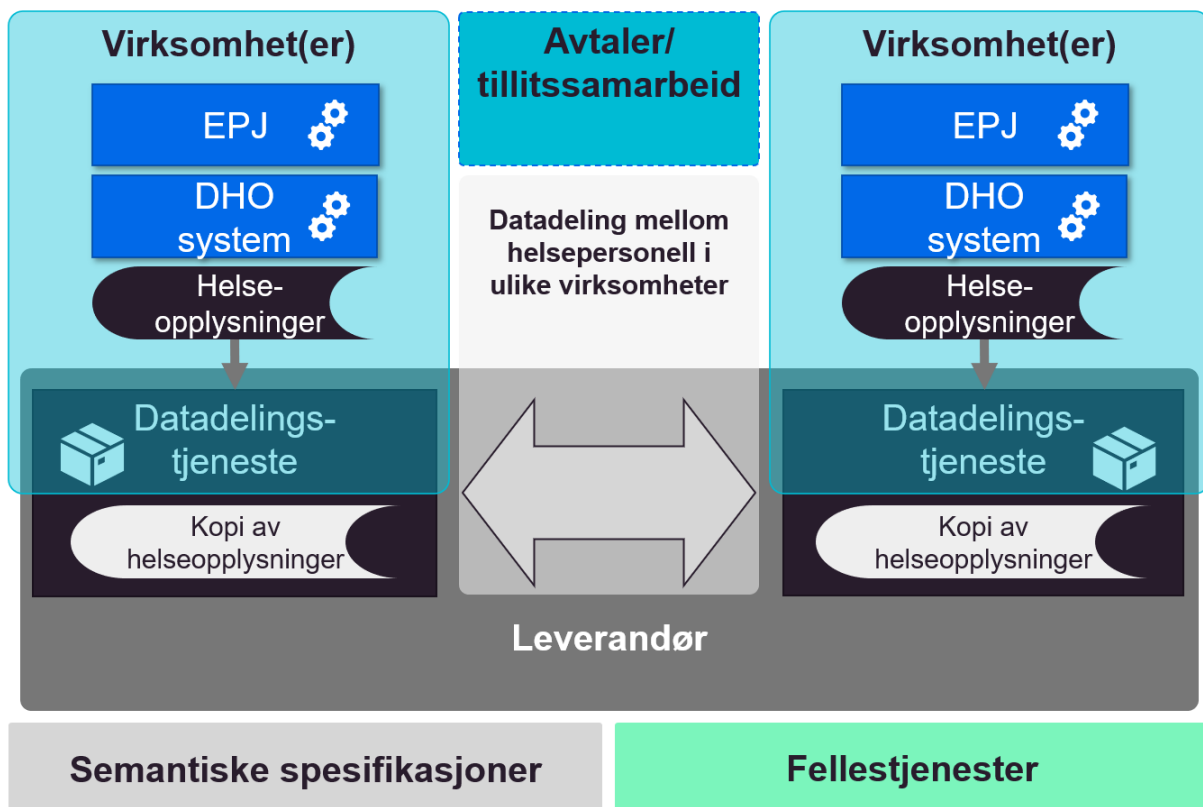 Virksomhet(er)
EPJ
DHO
system
Helse-
opplysninger
Datadelings-
tjeneste
Kopi av
helseopplysninger
Avtaler/
tillitssamarbeid
Datadeling mellom
helsepersonell i
ulike virksomheter
Virksomhet(er)
EPJ
DHO
system
Helse-
opplysninger
Datadelings-
tjeneste
Kopi av
helseopplysninger
Leverandør
Semantiske spesifikasjoner
Fellestjenester